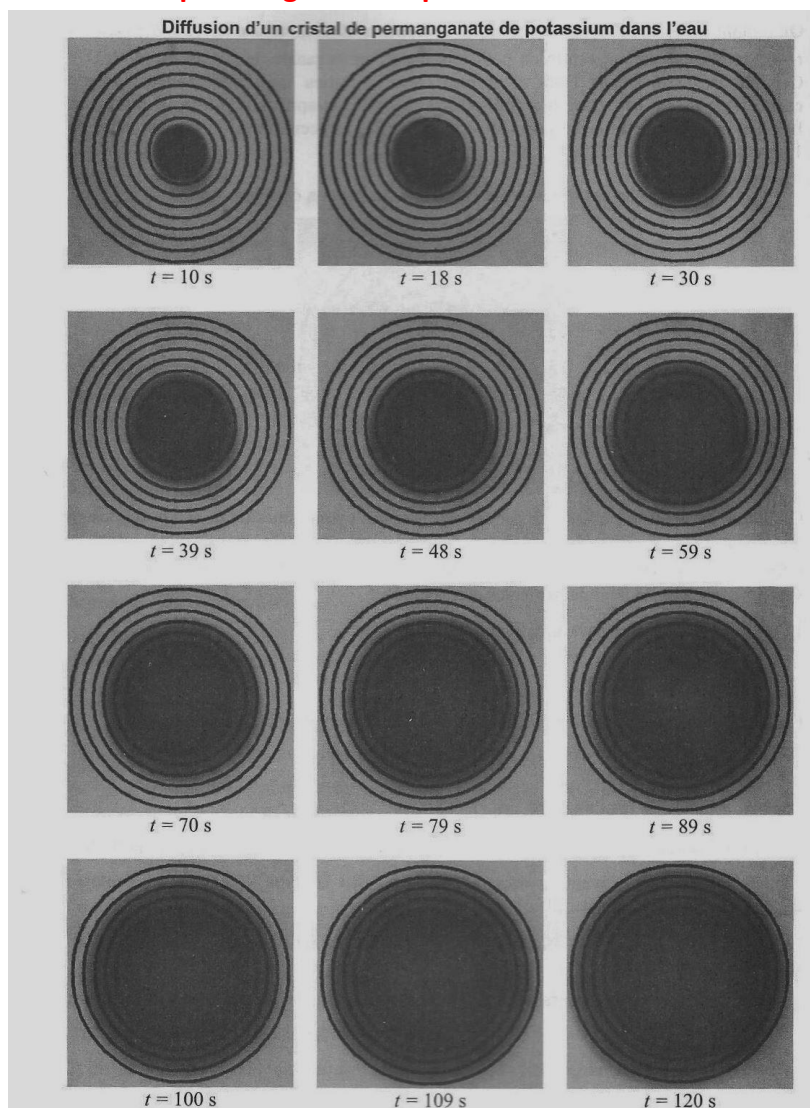 Diffusion d'un cristal de permanganate de potassium dans l'eau
t = 10 s
t = 18 s
t = 30 s
t = 39 s
t = 48 s
t = 59 s
t = 70 s
t = 79 s
t = 89 s
t = 100 s
t = 109 s
t = 120 s